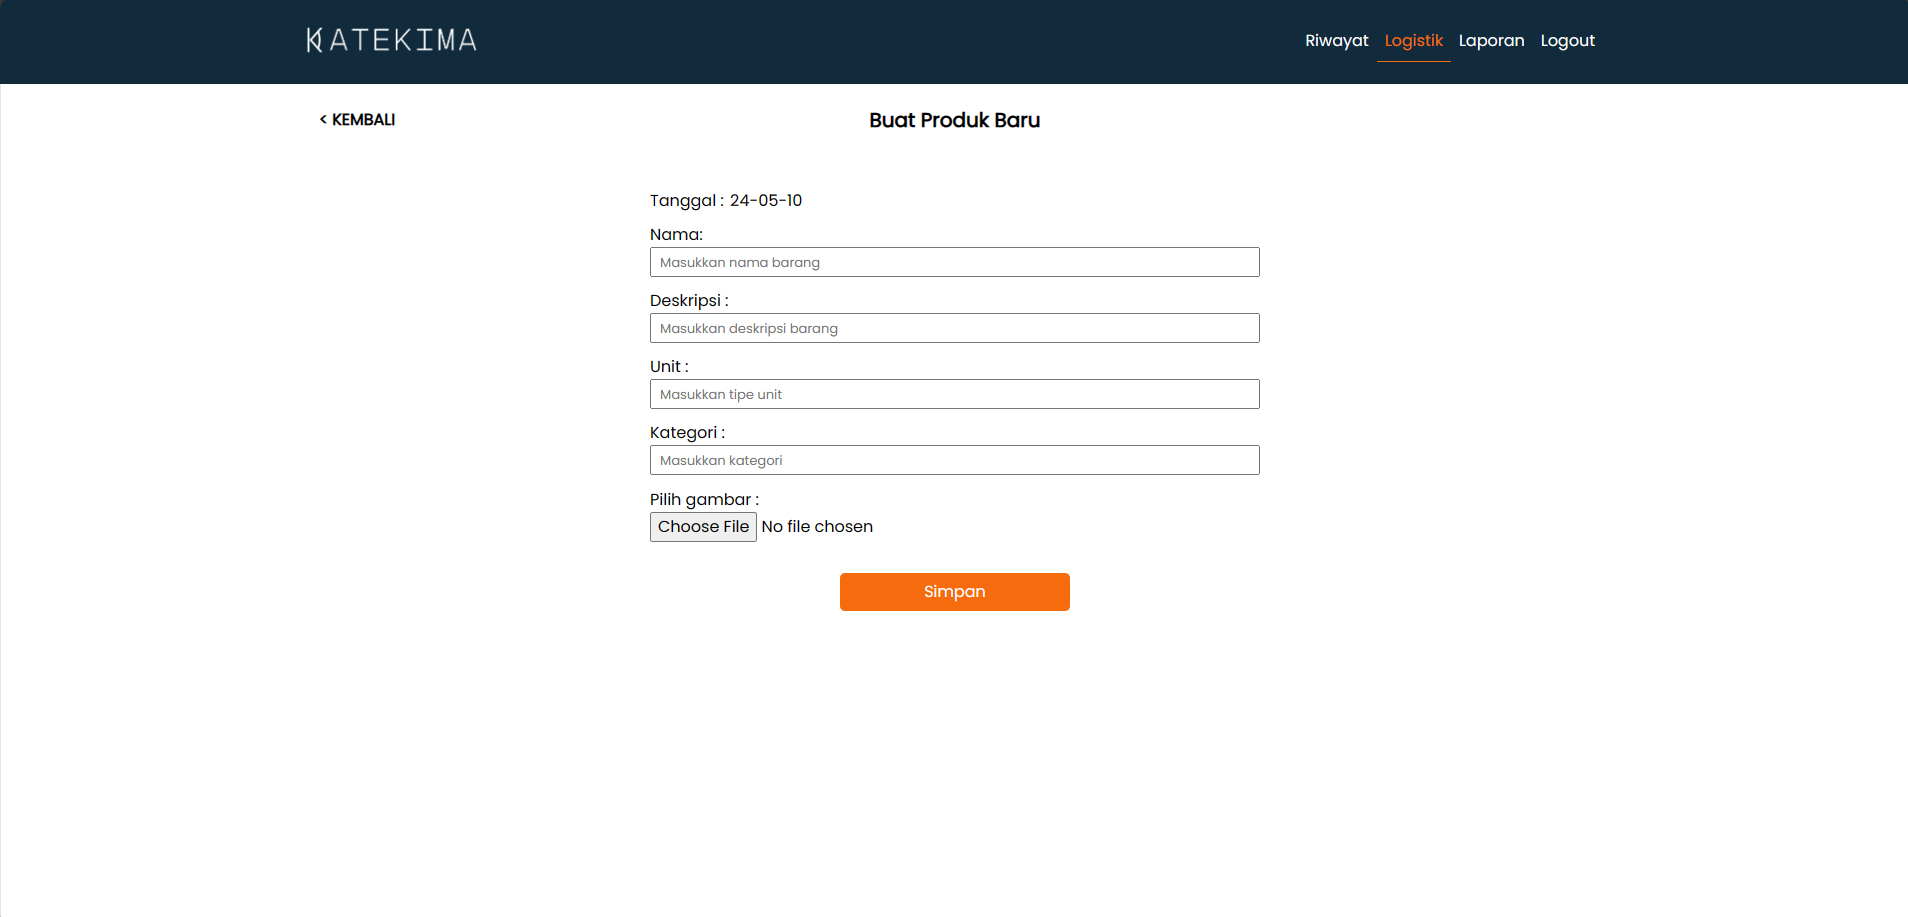 KATEKIMA
Riwayat Logistik Laporan Logout
< KEMBALI
Buat Produk Baru
Tanggal : 24-05-10
Nama:
Masukkan nama barang
Deskripsi :
Masukkan deskripsi barang
Unit :
Masukkan tipe unit
Kategori :
Masukkan kategori
Pilih gambar :
Choose File No file chosen
Simpan